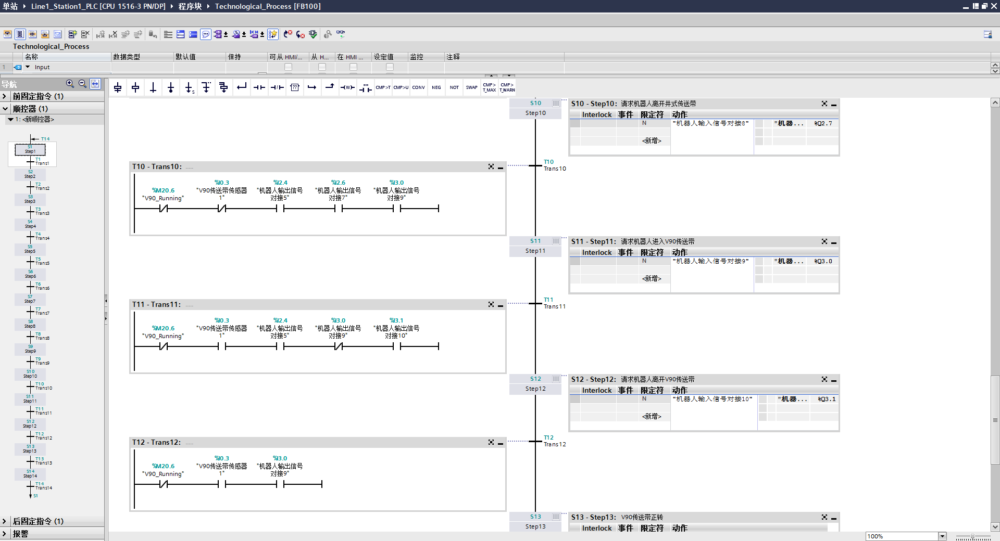 单站 Line1_Station1_PLC [CPU 1516-3 PN/DP] 程序块 Technological_Process [FB100]
Technological_Process
名称 数据类型 默认值 保持 可从 HMI/... 从 H... 在 HMI ... 设定值 监控 注释
1 Input
导航
CMP>T CMP>U CONV NEG NOT SWAP CMP> T_MAX CMP> T_WARN
前固定指令 (1)
顺控器 (1)
1: <新顺控器>
T14
S1
Step1
T1
Trans1
S2
Step2
T2
Trans2
S3
Step3
T3
Trans3
S4
Step4
T4
Trans4
S5
Step5
T5
Trans5
S6
Step6
T6
Trans6
S7
Step7
T7
Trans7
S8
Step8
T8
Trans8
S9
Step9
T9
Trans9
S10
Step10
T10
Trans10
S11
Step11
T11
Trans11
S12
Step12
T12
Trans12
S13
Step13
T13
Trans13
S14
Step14
T14
Trans14
S1
后固定指令 (1)
报警
S10
Step10
S10 - Step10: 请求机器人离开井式传送带
Interlock 事件 限定符 动作
N "机器人输入信号对接8" "机器... %Q2.7
<新增>
T10
Trans10
T10 - Trans10: .....
%M20.6
"V90_Running"
%I0.3
"V90传送带传感器
1"
%I2.4
"机器人输出信号
对接5"
%I2.6
"机器人输出信号
对接7"
%I3.0
"机器人输出信号
对接9"
S11
Step11
S11 - Step11: 请求机器人进入V90传送带
Interlock 事件 限定符 动作
N "机器人输入信号对接9" "机器... %Q3.0
<新增>
T11
Trans11
T11 - Trans11: .....
%M20.6
"V90_Running"
%I0.3
"V90传送带传感器
1"
%I2.4
"机器人输出信号
对接5"
%I3.0
"机器人输出信号
对接9"
%I3.1
"机器人输出信号
对接10"
S12
Step12
S12 - Step12: 请求机器人离开V90传送带
Interlock 事件 限定符 动作
N "机器人输入信号对接10" "机器... %Q3.1
<新增>
T12
Trans12
T12 - Trans12: .....
%M20.6
"V90_Running"
%I0.3
"V90传送带传感器
1"
%I3.0
"机器人输出信号
对接9"
S13
Step13
S13 - Step13: V90传送带正转
Interlock 事件 限定符 动作
100%